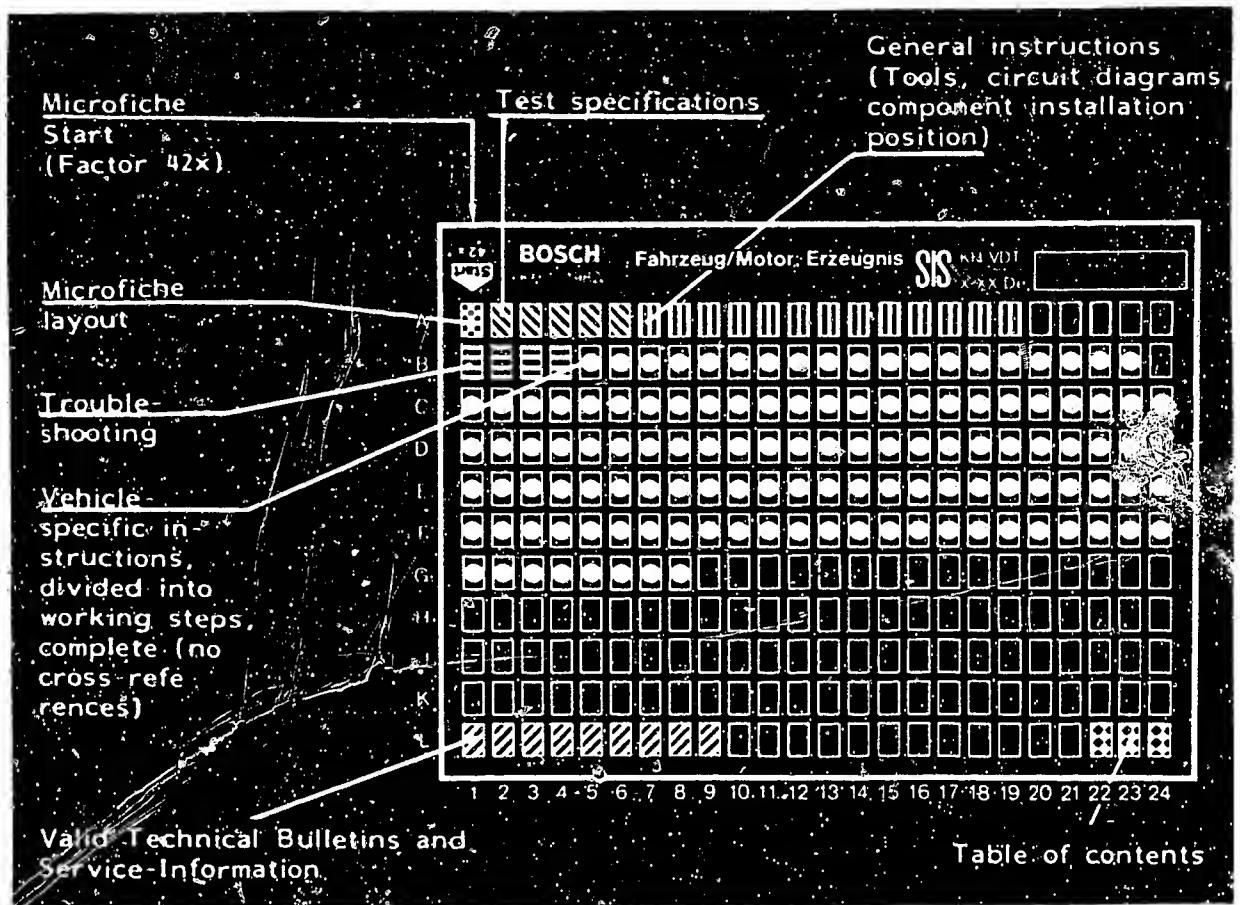 General instructions
(Tools, circuit diagrams
component installation
position)
Microfiche
Start
(Factor 42x)
Test specifications
Start
42x
BOSCH
Fahrzeug/Motor: Erzeugnis
SIS
Microfiche
layout
Trouble-
shooting
Vehicle-
specific in-
structions,
divided into
working steps,
complete (no
cross-refe
rences)
A
B
C
D
E
F
G
H
J
K
L
1 2 3 4 5 6 7 8 9 10 11 12 13 14 15 16 17 18 19 20 21 22 23 24
Valid Technical Bulletins and
Service-Information
Table of contents